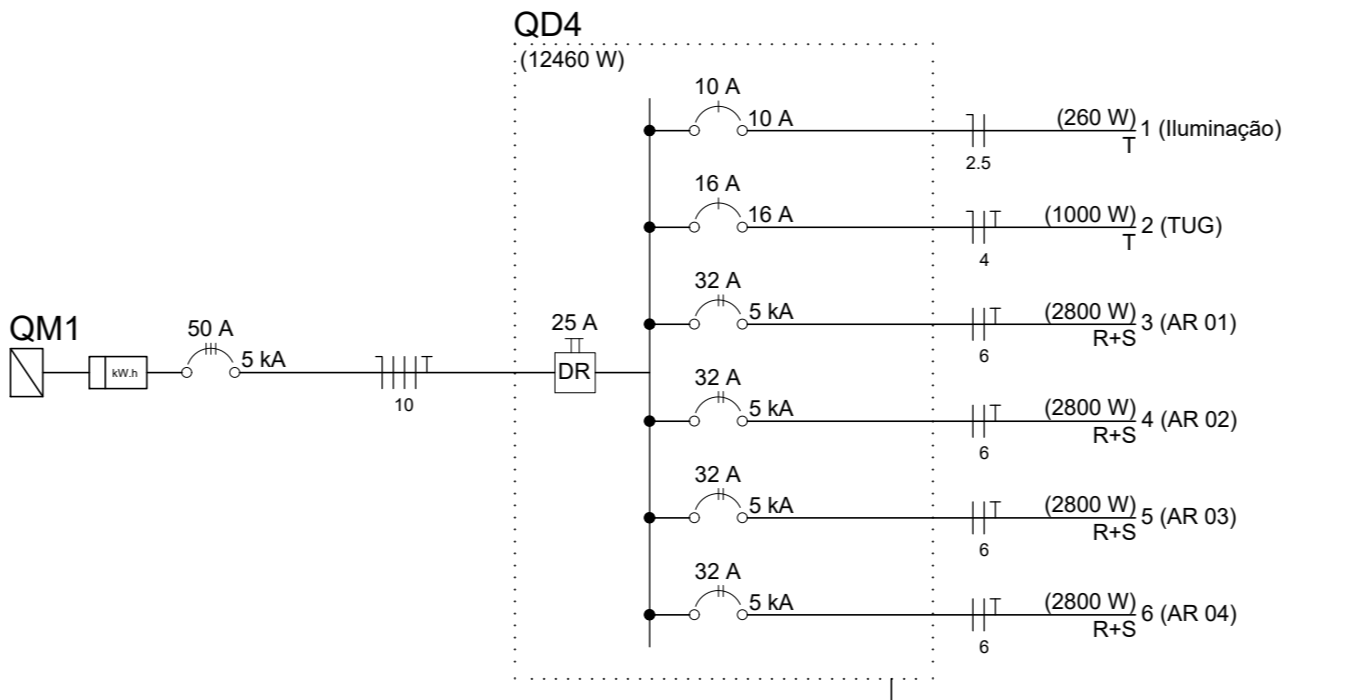 QD4
(12460 W)
10 A
10 A
(260 W)
1 (Iluminação)
T
2.5
16 A
16 A
(1000 W)
2 (TUG)
T
4
32 A
5 kA
(2800 W)
3 (AR 01)
R+S
6
QM1
kW.h
50 A
5 kA
10
25 A
DR
32 A
5 kA
(2800 W)
4 (AR 02)
R+S
6
32 A
5 kA
(2800 W)
5 (AR 03)
R+S
6
32 A
5 kA
(2800 W)
6 (AR 04)
R+S
6